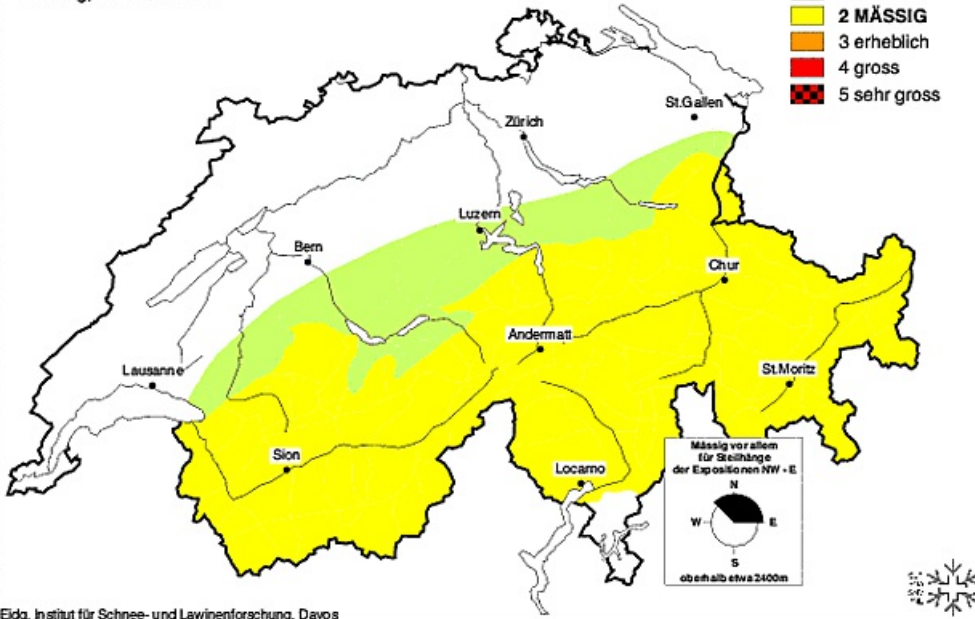 2 MÄSSIG
3 erheblich
4 gross
5 sehr gross
St.Gallen
Zürich
Luzern
Bern
Chur
Andermatt
Lausanne
St.Moritz
Sion
Locarno
Mässig vor allem
für Steilhänge
der Expositionen NW - E
N
W
E
S
oberhalb etwa 2400m
Eidg. Institut für Schnee- und Lawinenforschung, Davos